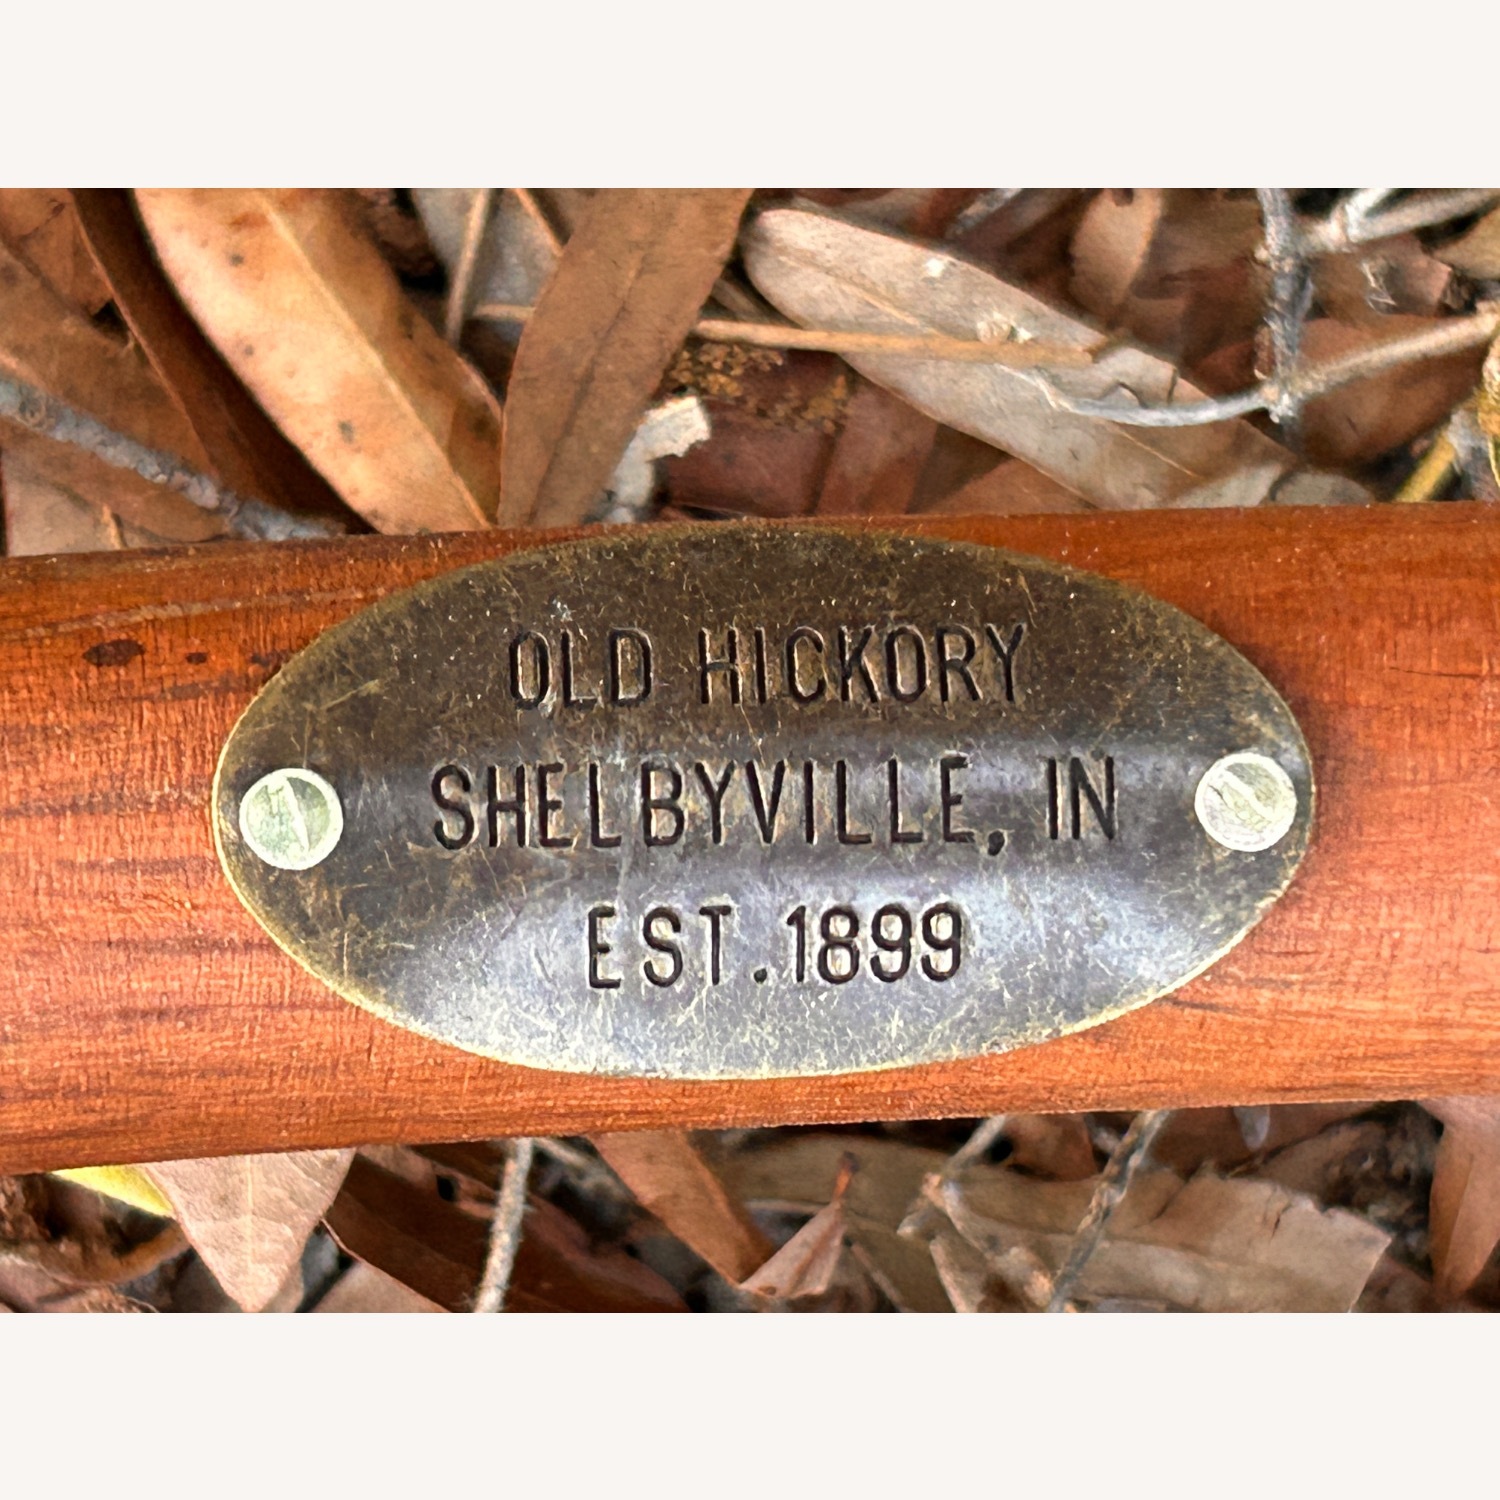 OLD HICKORY
SHELBYVILLE, IN
EST.1899